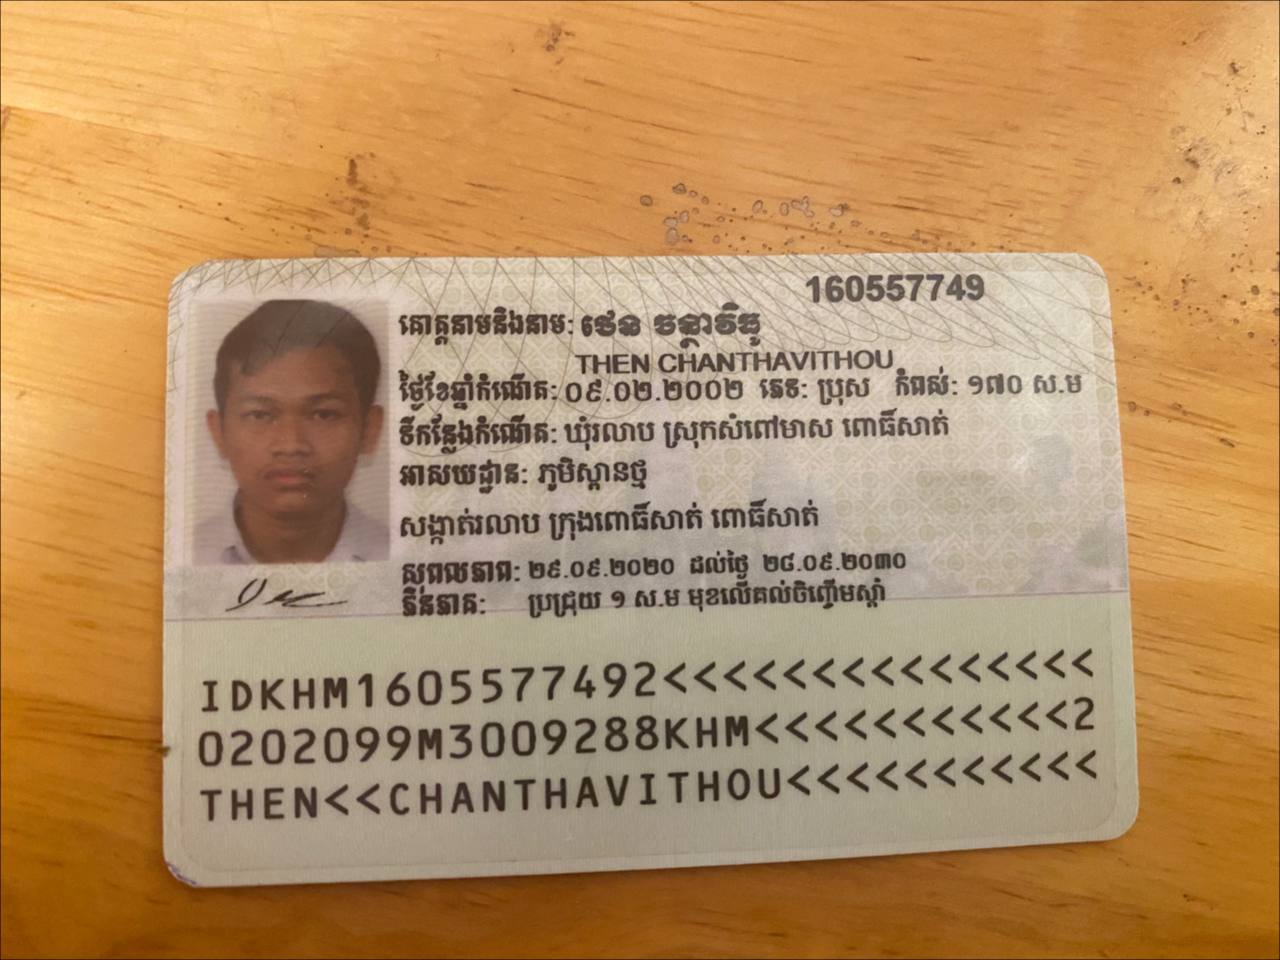 160557749
គោត្តនាមនិងនាម: ថេន ចន្ថាវិធូ
THEN CHANTHAVITHOU
ថ្ងៃខែឆ្នាំកំណើត: ០៩.០២.២០០២ ភេទ: ប្រុស កំពស់: ១៧០ ស.ម
ទីកន្លែងកំណើត: ឃុំរលាប ស្រុកសំពៅមាស ពោធិ៍សាត់
អាសយដ្ឋាន: ភូមិស្ពានថ្ម
សង្កាត់រលាប ក្រុងពោធិ៍សាត់ ពោធិ៍សាត់
សុពលភាព: ២៩.០៩.២០២០ ដល់ថ្ងៃ ២៨.០៩.២០៣០
ភិនភាគ: ប្រជ្រុយ ១ ស.ម មុខលើគល់ចិញ្ចើមស្ដាំ
IDKHM1605577492<<<<<<<<<<<<<<<
0202099M3009288KHM<<<<<<<<<<<2
THEN<<CHANTHAVITHOU<<<<<<<<<<<